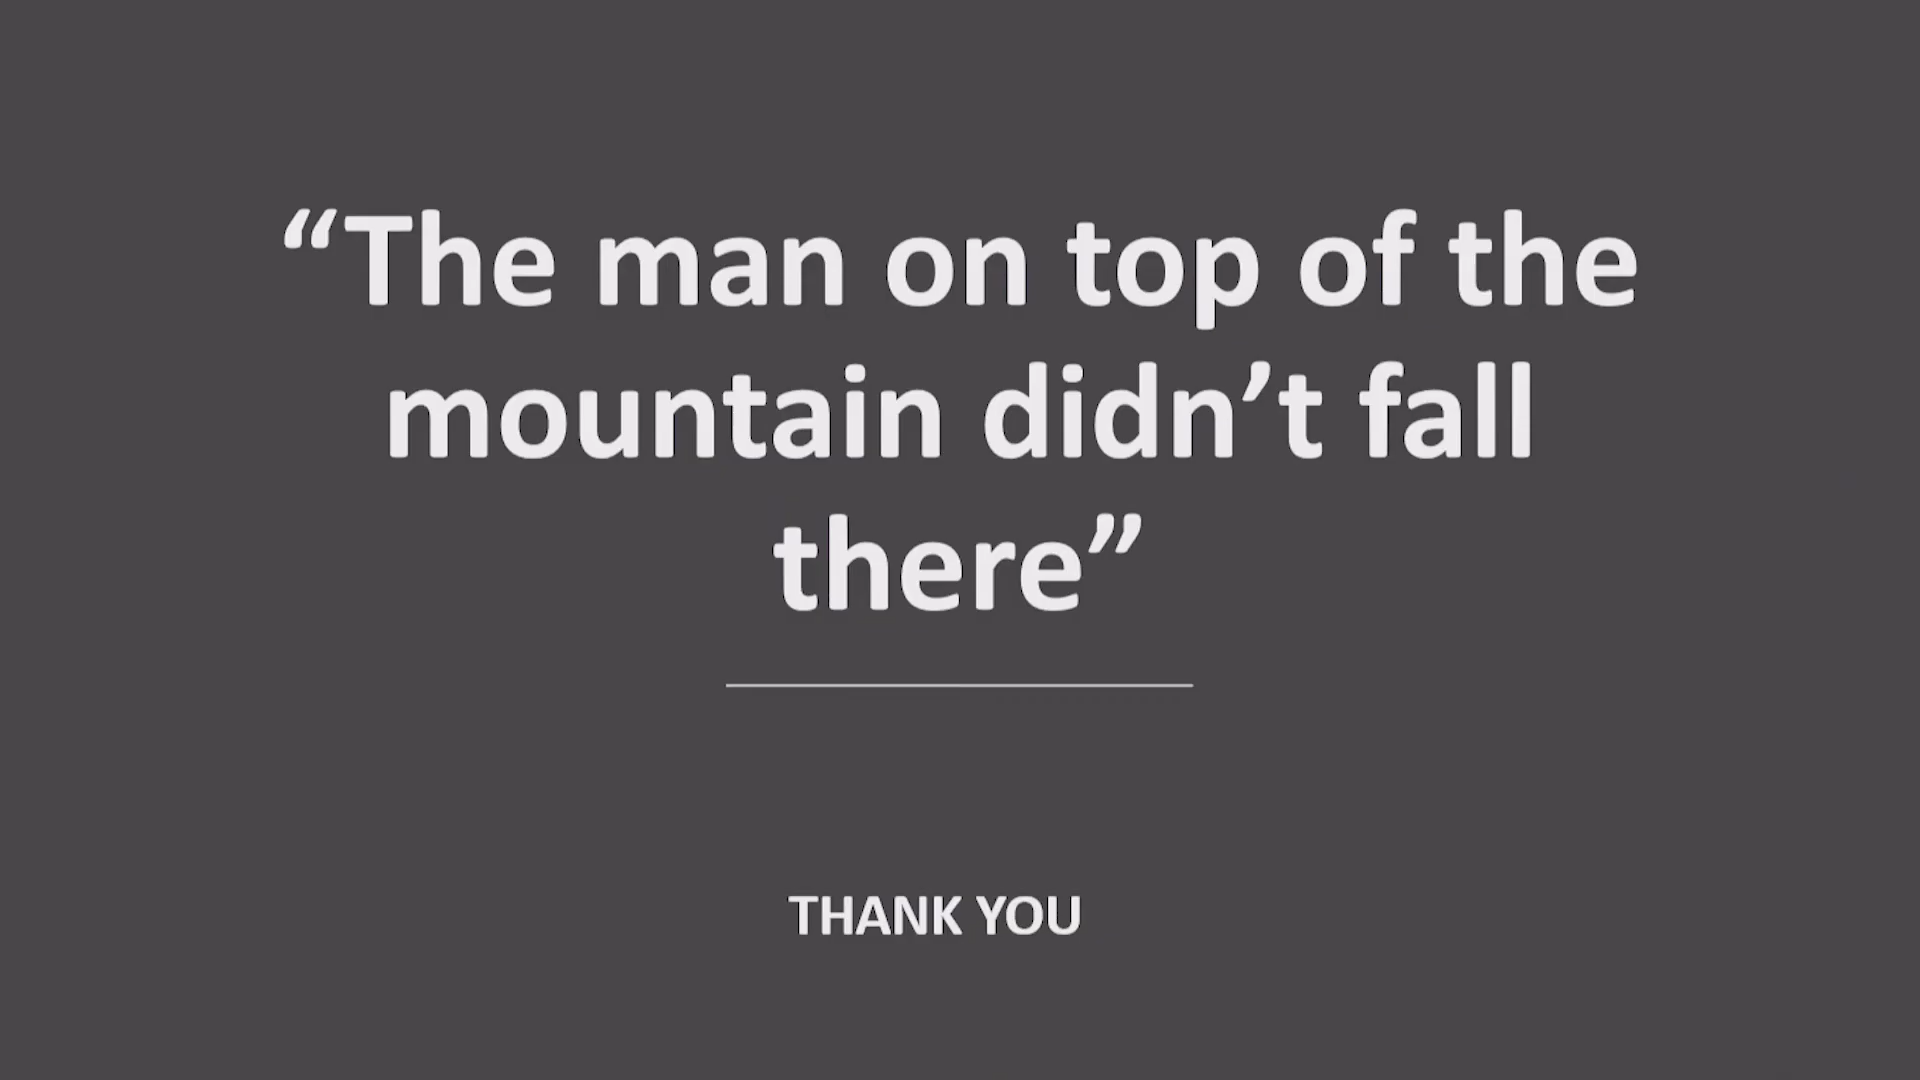 “The man on top of the
mountain didn’t fall
there”
THANK YOU